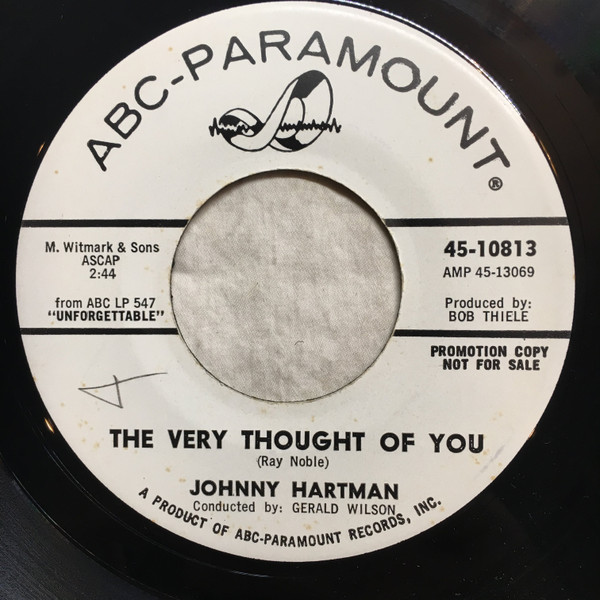 ABC-PARAMOUNT®
M. Witmark & Sons
ASCAP
2:44
from ABC LP 547
"UNFORGETTABLE"
45-10813
AMP 45-13069
Produced by:
BOB THIELE
PROMOTION COPY
NOT FOR SALE
THE VERY THOUGHT OF YOU
(Ray Noble)
JOHNNY HARTMAN
Conducted by: GERALD WILSON
A PRODUCT OF ABC-PARAMOUNT RECORDS, INC.